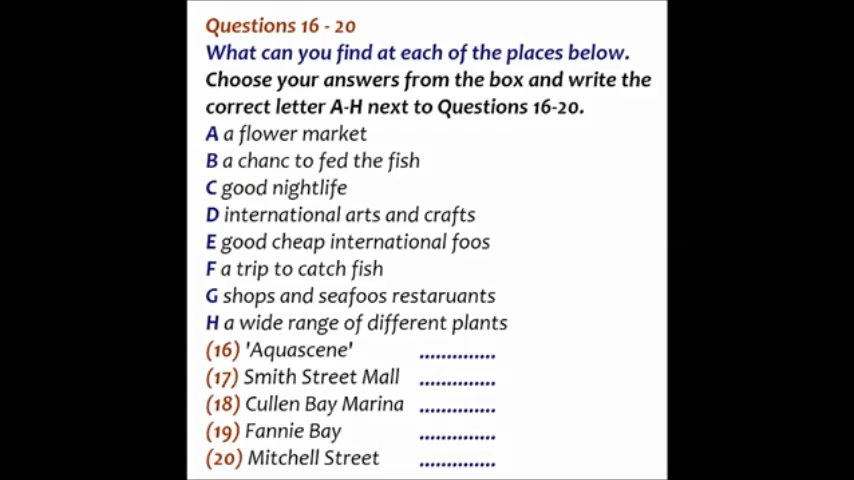 Questions 16 - 20
What can you find at each of the places below.
Choose your answers from the box and write the
correct letter A-H next to Questions 16-20.
A a flower market
B a chanc to fed the fish
C good nightlife
D international arts and crafts
E good cheap international foos
F a trip to catch fish
G shops and seafoos restaruants
H a wide range of different plants
(16) 'Aquascene' ..............
(17) Smith Street Mall ..............
(18) Cullen Bay Marina ..............
(19) Fannie Bay ..............
(20) Mitchell Street ..............